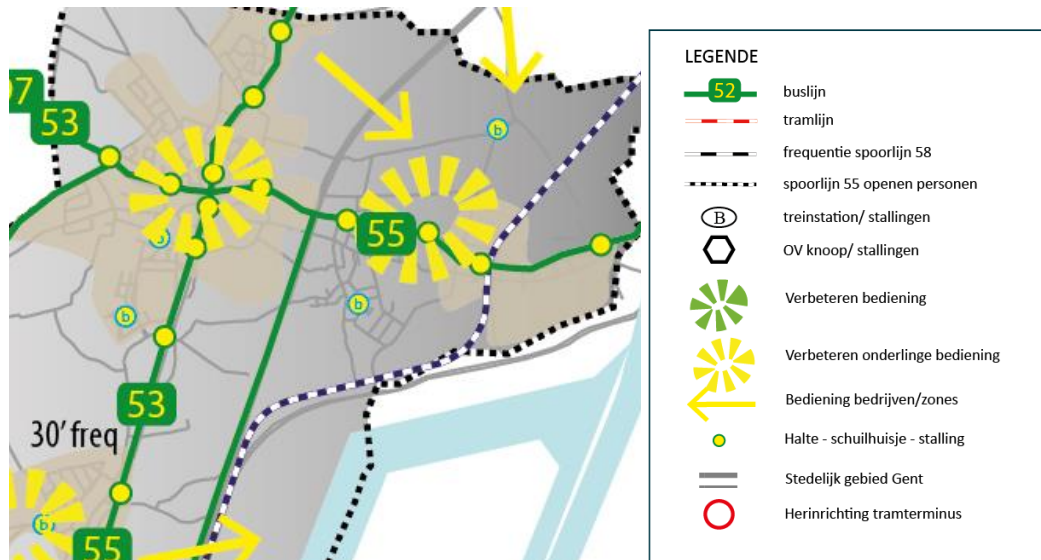 97
53
b
b
55
b
b
53
30' freq
b
55
LEGENDE
52 buslijn
tramlijn
frequentie spoorlijn 58
spoorlijn 55 openen personen
B treinstation/ stallingen
OV knoop/ stallingen
Verbeteren bediening
Verbeteren onderlinge bediening
Bediening bedrijven/zones
Halte - schuilhuisje - stalling
Stedelijk gebied Gent
Herinrichting tramterminus